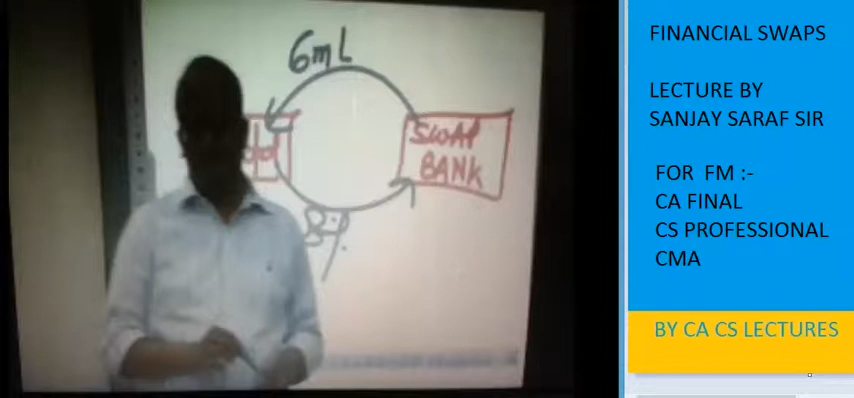 6mL
SWAP
BANK
8%
FINANCIAL SWAPS
LECTURE BY
SANJAY SARAF SIR
FOR FM :-
CA FINAL
CS PROFESSIONAL
CMA
BY CA CS LECTURES